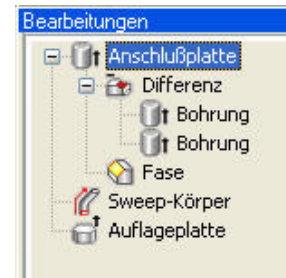 Bearbeitungen
Anschlußplatte
Differenz
Bohrung
Bohrung
Fase
Sweep-Körper
Auflageplatte